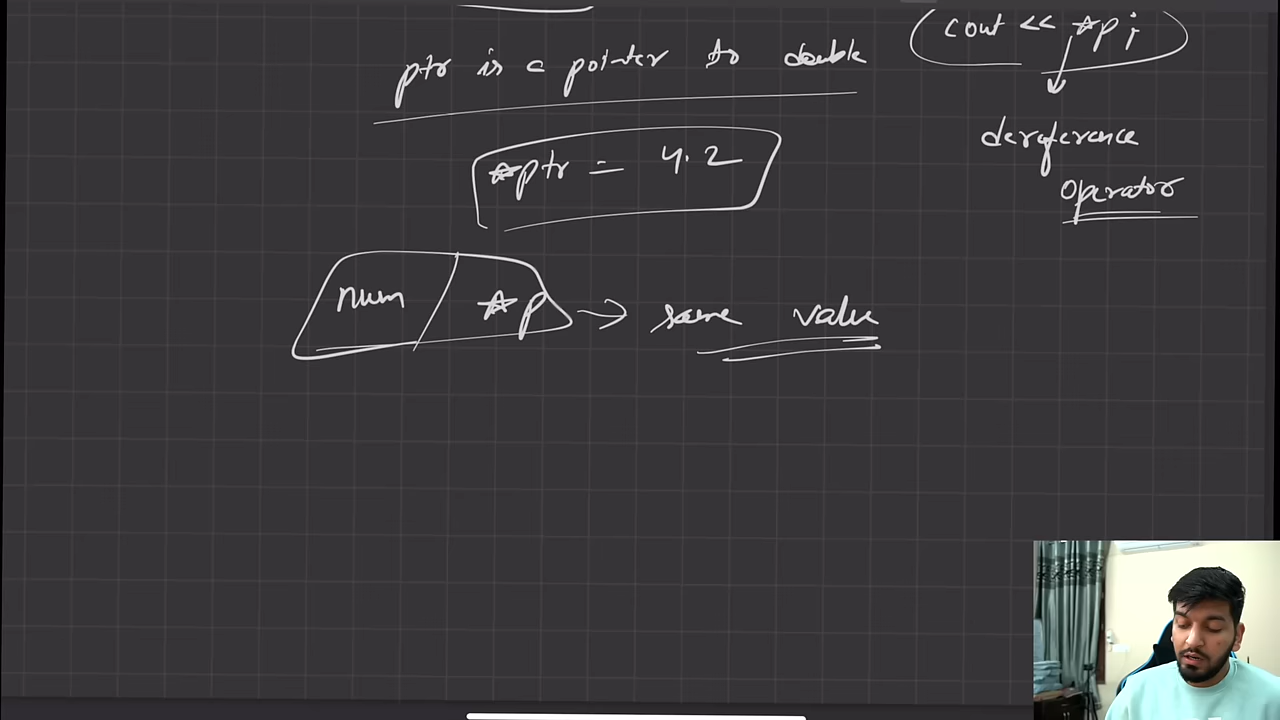 cout << *p;
ptr is a pointer to double
dereference
operator
*ptr = 4.2
num *p → same value